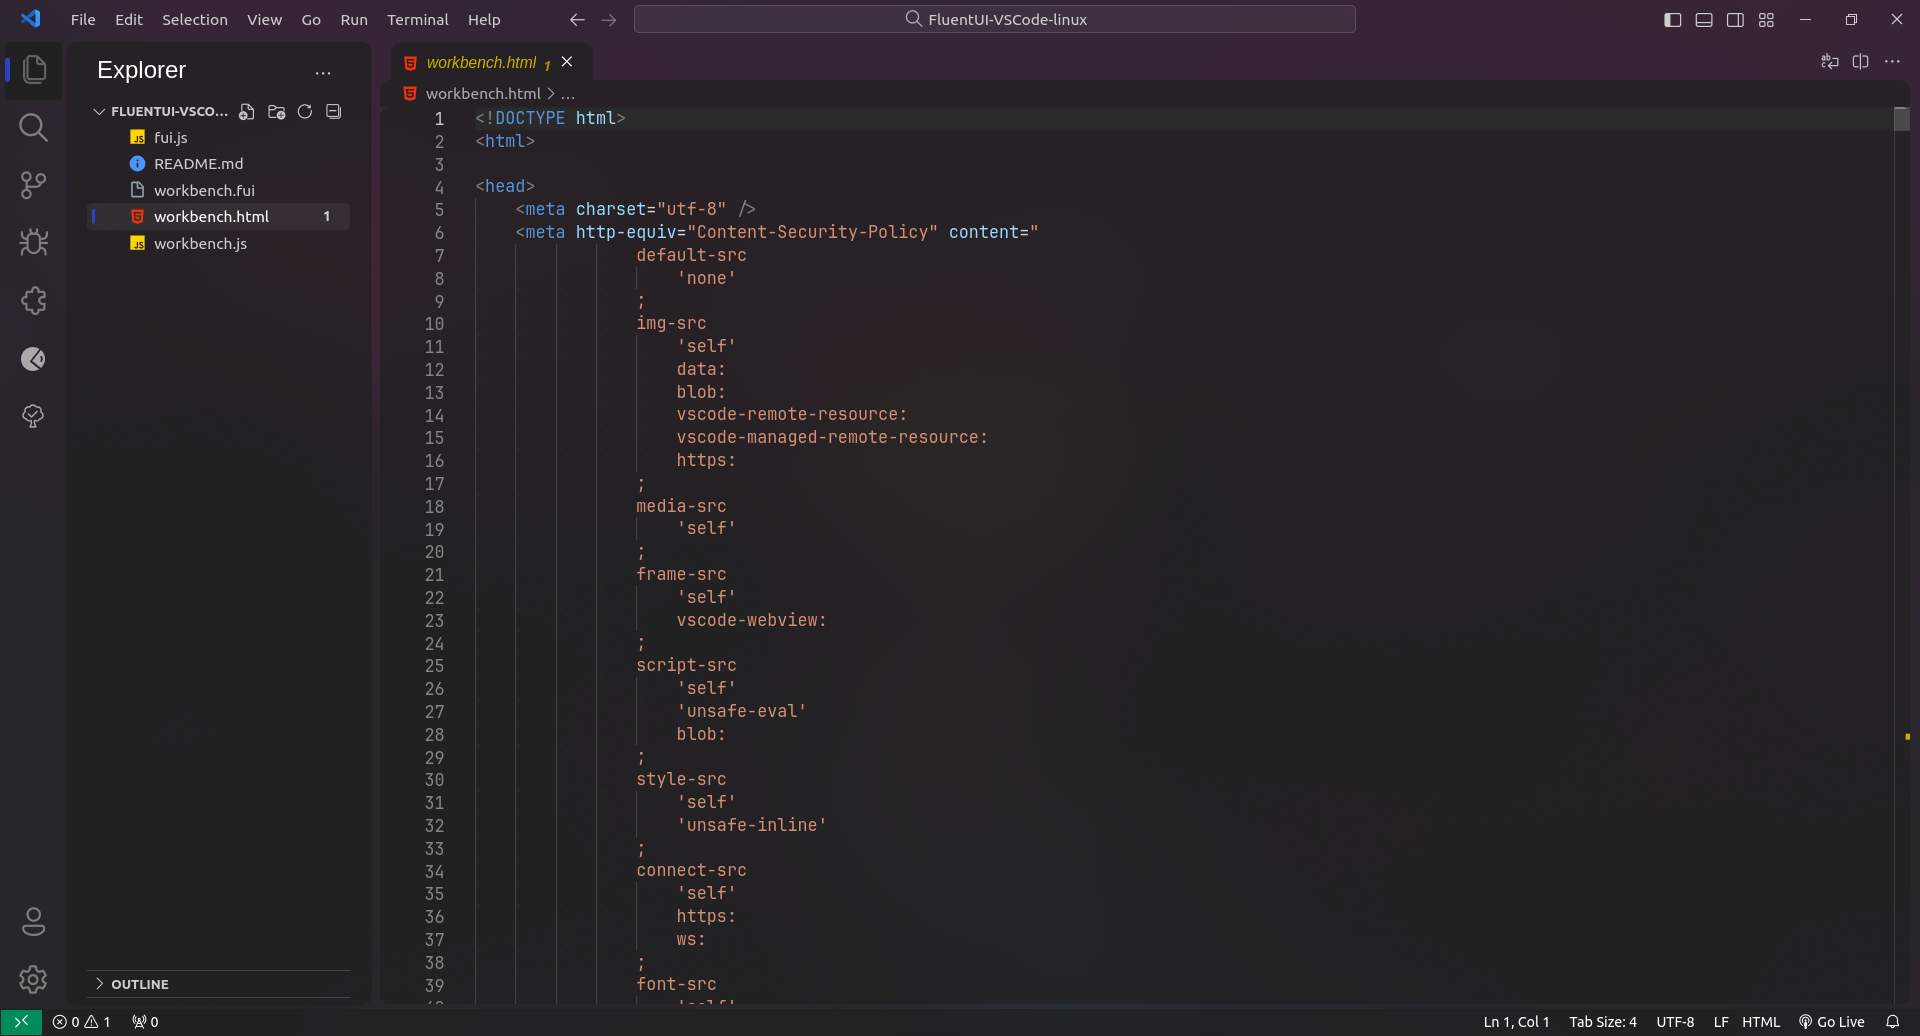 File Edit Selection View Go Run Terminal Help
FluentUI-VSCode-linux
Explorer
FLUENTUI-VSCO...
JS fui.js
README.md
workbench.fui
workbench.html 1
JS workbench.js
OUTLINE
workbench.html 1
workbench.html > ...
1 <!DOCTYPE html>
2 <html>
3
4 <head>
5 <meta charset="utf-8" />
6 <meta http-equiv="Content-Security-Policy" content="
7 default-src
8 'none'
9 ;
10 img-src
11 'self'
12 data:
13 blob:
14 vscode-remote-resource:
15 vscode-managed-remote-resource:
16 https:
17 ;
18 media-src
19 'self'
20 ;
21 frame-src
22 'self'
23 vscode-webview:
24 ;
25 script-src
26 'self'
27 'unsafe-eval'
28 blob:
29 ;
30 style-src
31 'self'
32 'unsafe-inline'
33 ;
34 connect-src
35 'self'
36 https:
37 ws:
38 ;
39 font-src
0 1 0
Ln 1, Col 1 Tab Size: 4 UTF-8 LF HTML Go Live